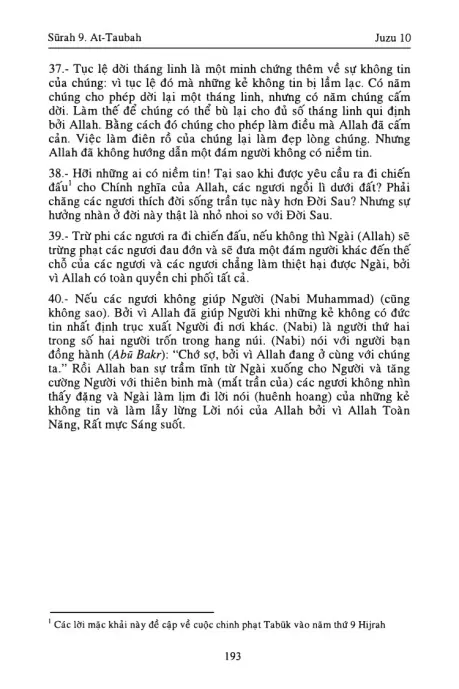 Sūrah 9. At-Taubah Juzu 10
37.- Tục lệ dời tháng linh là một minh chứng thêm về sự không tin
của chúng: vì tục lệ đó mà những kẻ không tin bị lầm lạc. Có năm
chúng cho phép dời lại một tháng linh, nhưng có năm chúng cấm
dời. Làm thế để chúng có thể bù lại cho đủ số tháng linh qui định
bởi Allah. Bằng cách đó chúng cho phép làm điều mà Allah đã cấm
cản. Việc làm điên rồ của chúng lại làm đẹp lòng chúng. Nhưng
Allah đã không hướng dẫn một đám người không có niềm tin.
38.- Hỡi những ai có niềm tin! Tại sao khi được yêu cầu ra đi chiến
đấu¹ cho Chính nghĩa của Allah, các ngươi ngồi lì dưới đất? Phải
chăng các ngươi thích đời sống trần tục này hơn Đời Sau? Nhưng sự
hưởng nhàn ở đời này thật là nhỏ nhoi so với Đời Sau.
39.- Trừ phi các ngươi ra đi chiến đấu, nếu không thì Ngài (Allah) sẽ
trừng phạt các ngươi đau đớn và sẽ đưa một đám người khác đến thế
chỗ của các ngươi và các ngươi chẳng làm thiệt hại được Ngài, bởi
vì Allah có toàn quyền chi phối tất cả.
40.- Nếu các ngươi không giúp Người (Nabi Muhammad) (cũng
không sao). Bởi vì Allah đã giúp Người khi những kẻ không có đức
tin nhất định trục xuất Người đi nơi khác. (Nabi) là người thứ hai
trong số hai người trốn trong hang núi. (Nabi) nói với người bạn
đồng hành (Abū Bakr): “Chớ sợ, bởi vì Allah đang ở cùng với chúng
ta.” Rồi Allah ban sự trầm tĩnh từ Ngài xuống cho Người và tăng
cường Người với thiên binh mà (mắt trần của) các ngươi không nhìn
thấy đặng và Ngài làm lịm đi lời nói (huênh hoang) của những kẻ
không tin và làm lẫy lừng Lời nói của Allah bởi vì Allah Toàn
Năng, Rất mực Sáng suốt.
¹ Các lời mặc khải này đề cập về cuộc chinh phạt Tabūk vào năm thứ 9 Hijrah
193